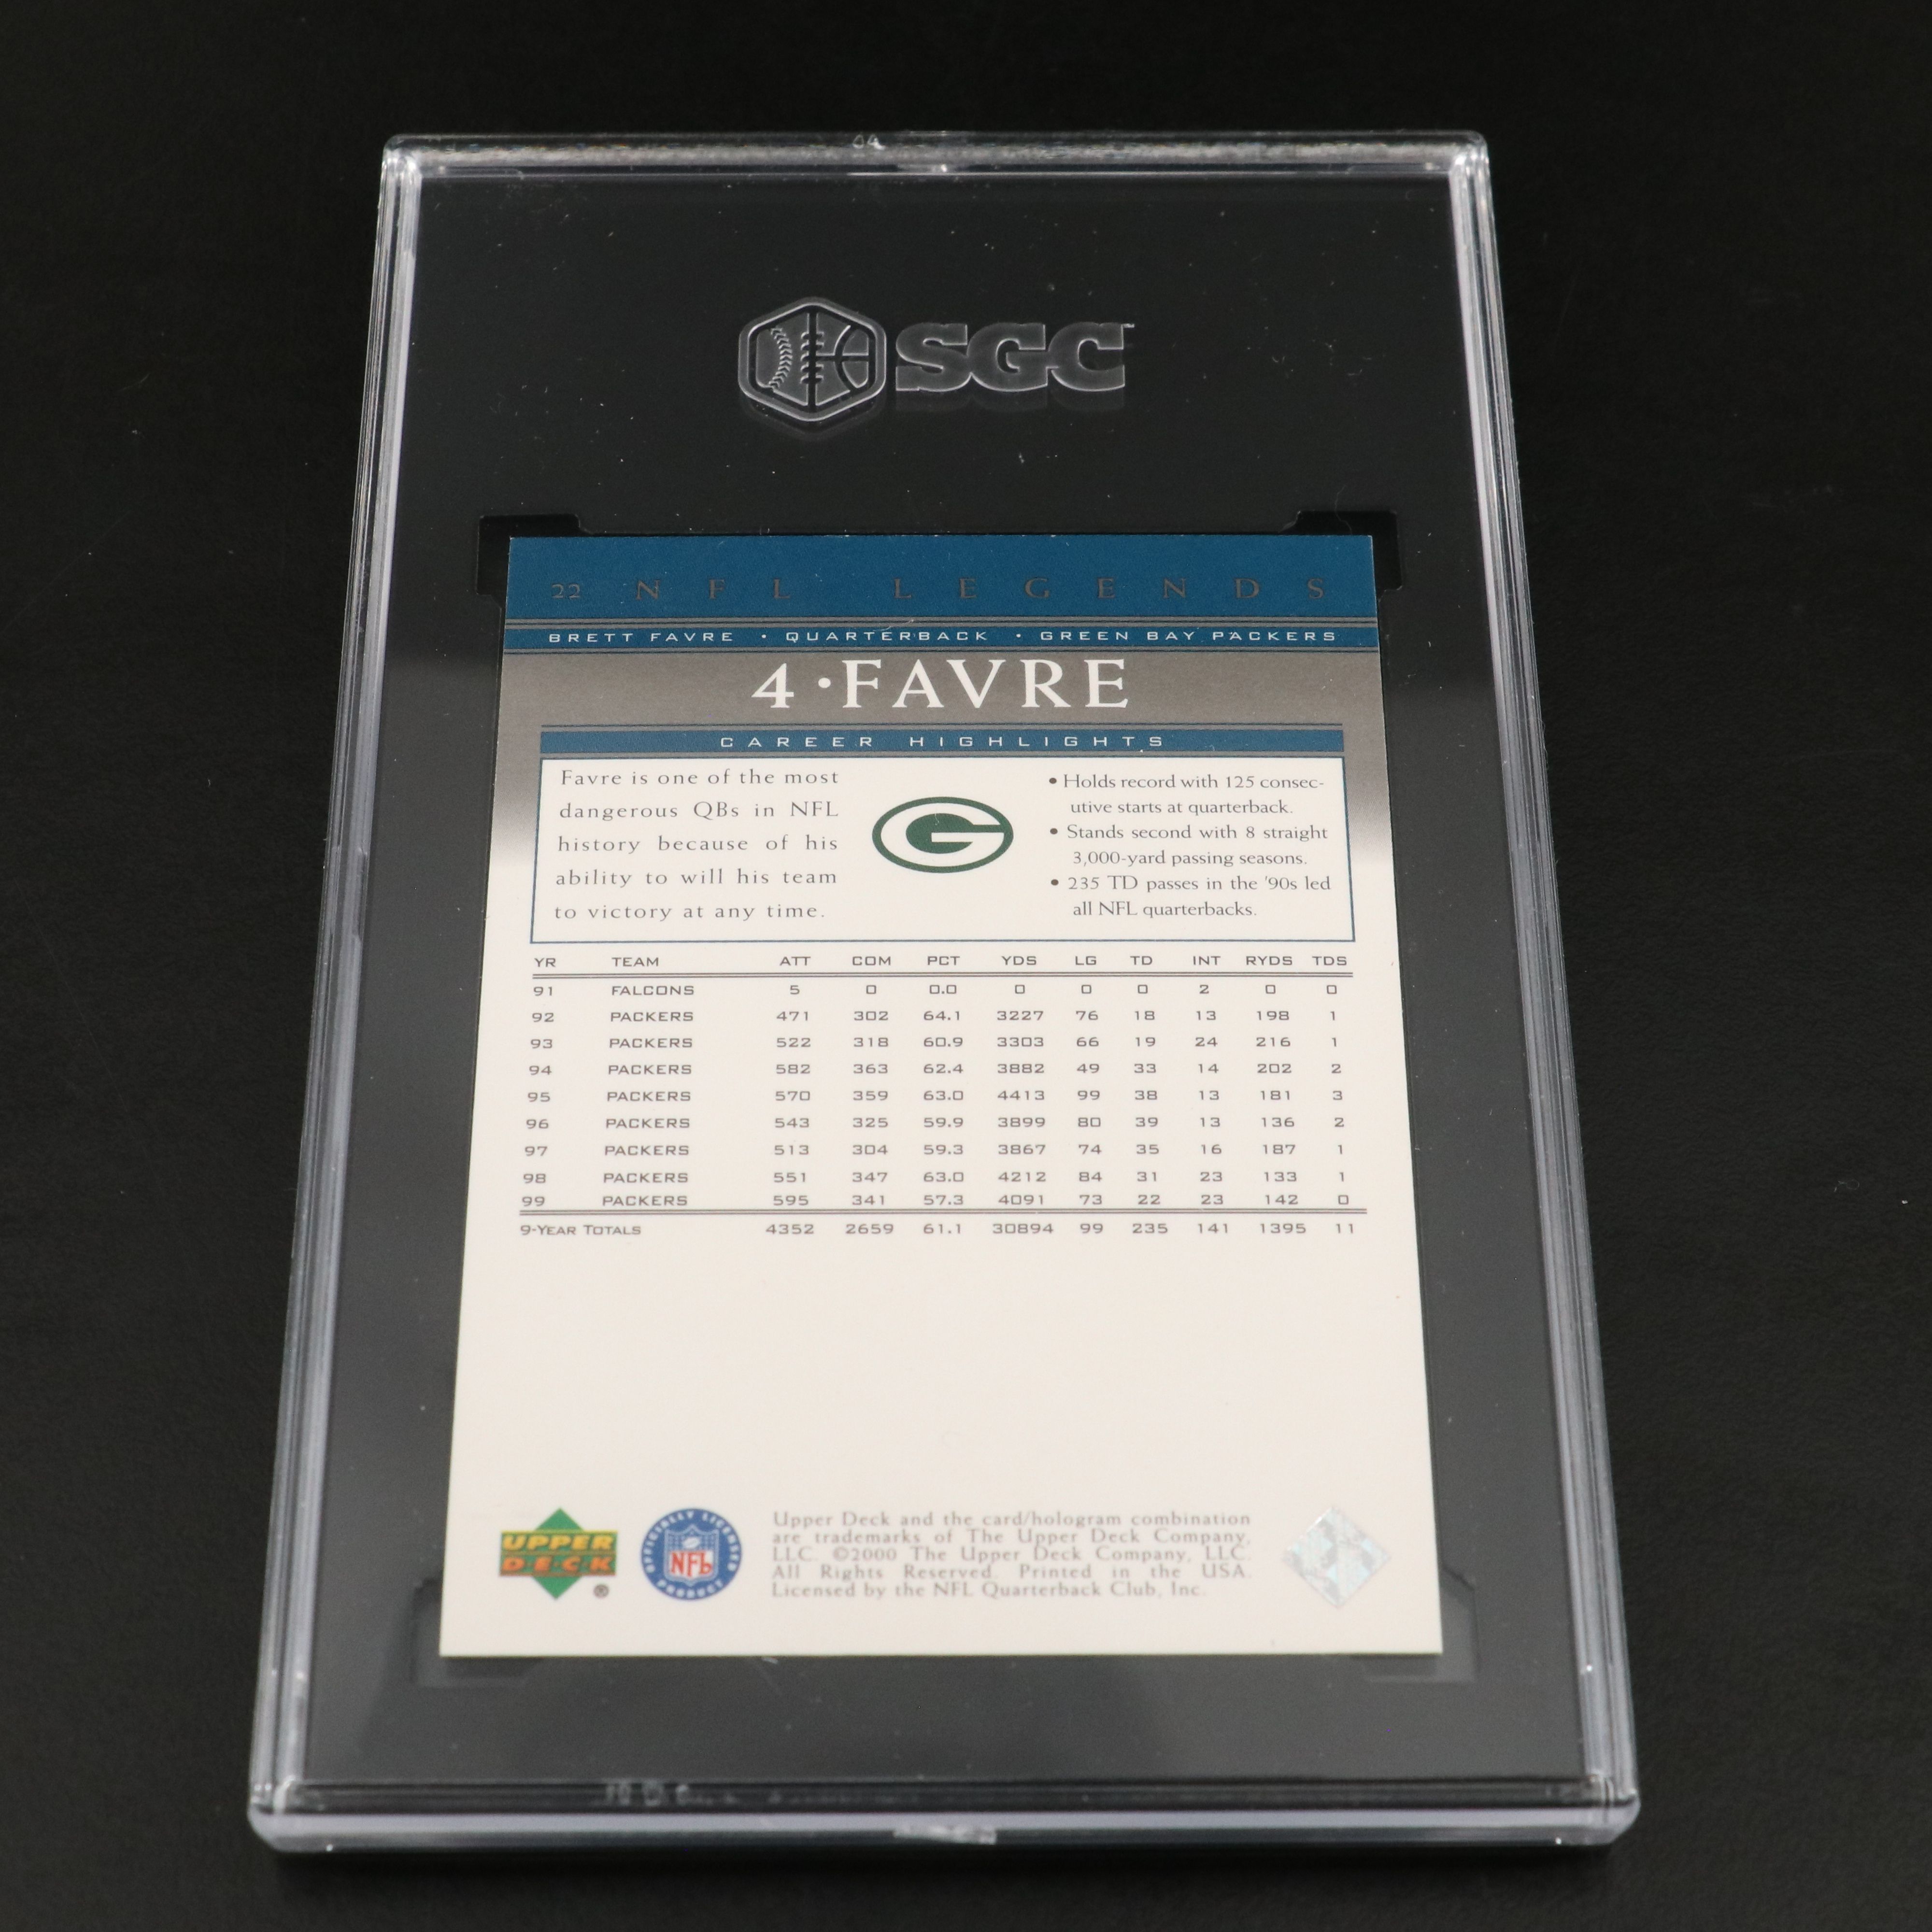 SGC
22 NFL LEGENDS
BRETT FAVRE • QUARTERBACK • GREEN BAY PACKERS
4 • FAVRE
CAREER HIGHLIGHTS
Favre is one of the most
dangerous QBs in NFL
history because of his
ability to will his team
to victory at any time.
G
• Holds record with 125 consec-
utive starts at quarterback.
• Stands second with 8 straight
3,000-yard passing seasons.
• 235 TD passes in the '90s led
all NFL quarterbacks.
YR TEAM ATT COM PCT YDS LG TD INT RYDS TDS
91 FALCONS 5 0 0.0 0 0 0 2 0 0
92 PACKERS 471 302 64.1 3227 76 18 13 198 1
93 PACKERS 522 318 60.9 3303 66 19 24 216 1
94 PACKERS 582 363 62.4 3882 49 33 14 202 2
95 PACKERS 570 359 63.0 4413 99 38 13 181 3
96 PACKERS 543 325 59.9 3899 80 39 13 136 2
97 PACKERS 513 304 59.3 3867 74 35 16 187 1
98 PACKERS 551 347 63.0 4212 84 31 23 133 1
99 PACKERS 595 341 57.3 4091 73 22 23 142 0
9-YEAR TOTALS 4352 2659 61.1 30894 99 235 141 1395 11
UPPER
DECK
®
OFFICIALLY LICENSED
NFL
PRODUCT
Upper Deck and the card/hologram combination
are trademarks of The Upper Deck Company,
LLC. ©2000 The Upper Deck Company, LLC.
All Rights Reserved. Printed in the USA.
Licensed by the NFL Quarterback Club, Inc.